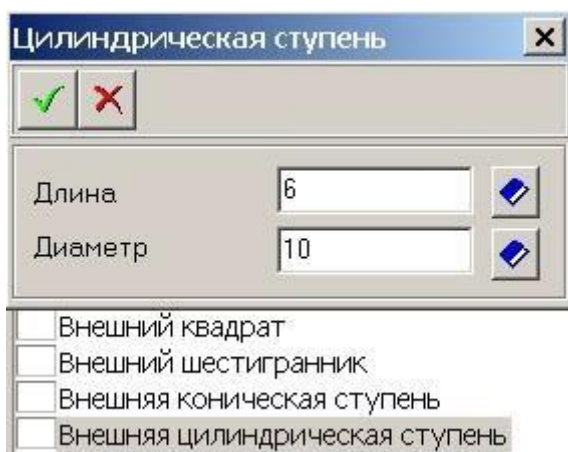 Цилиндрическая ступень
Длина 6
Диаметр 10
Внешний квадрат
Внешний шестигранник
Внешняя коническая ступень
Внешняя цилиндрическая ступень